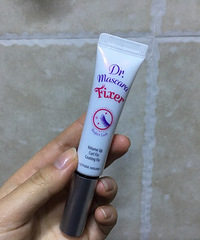 Dr.
Mascara
Fixer
Volume Up
Curl Fix
Coating Fix